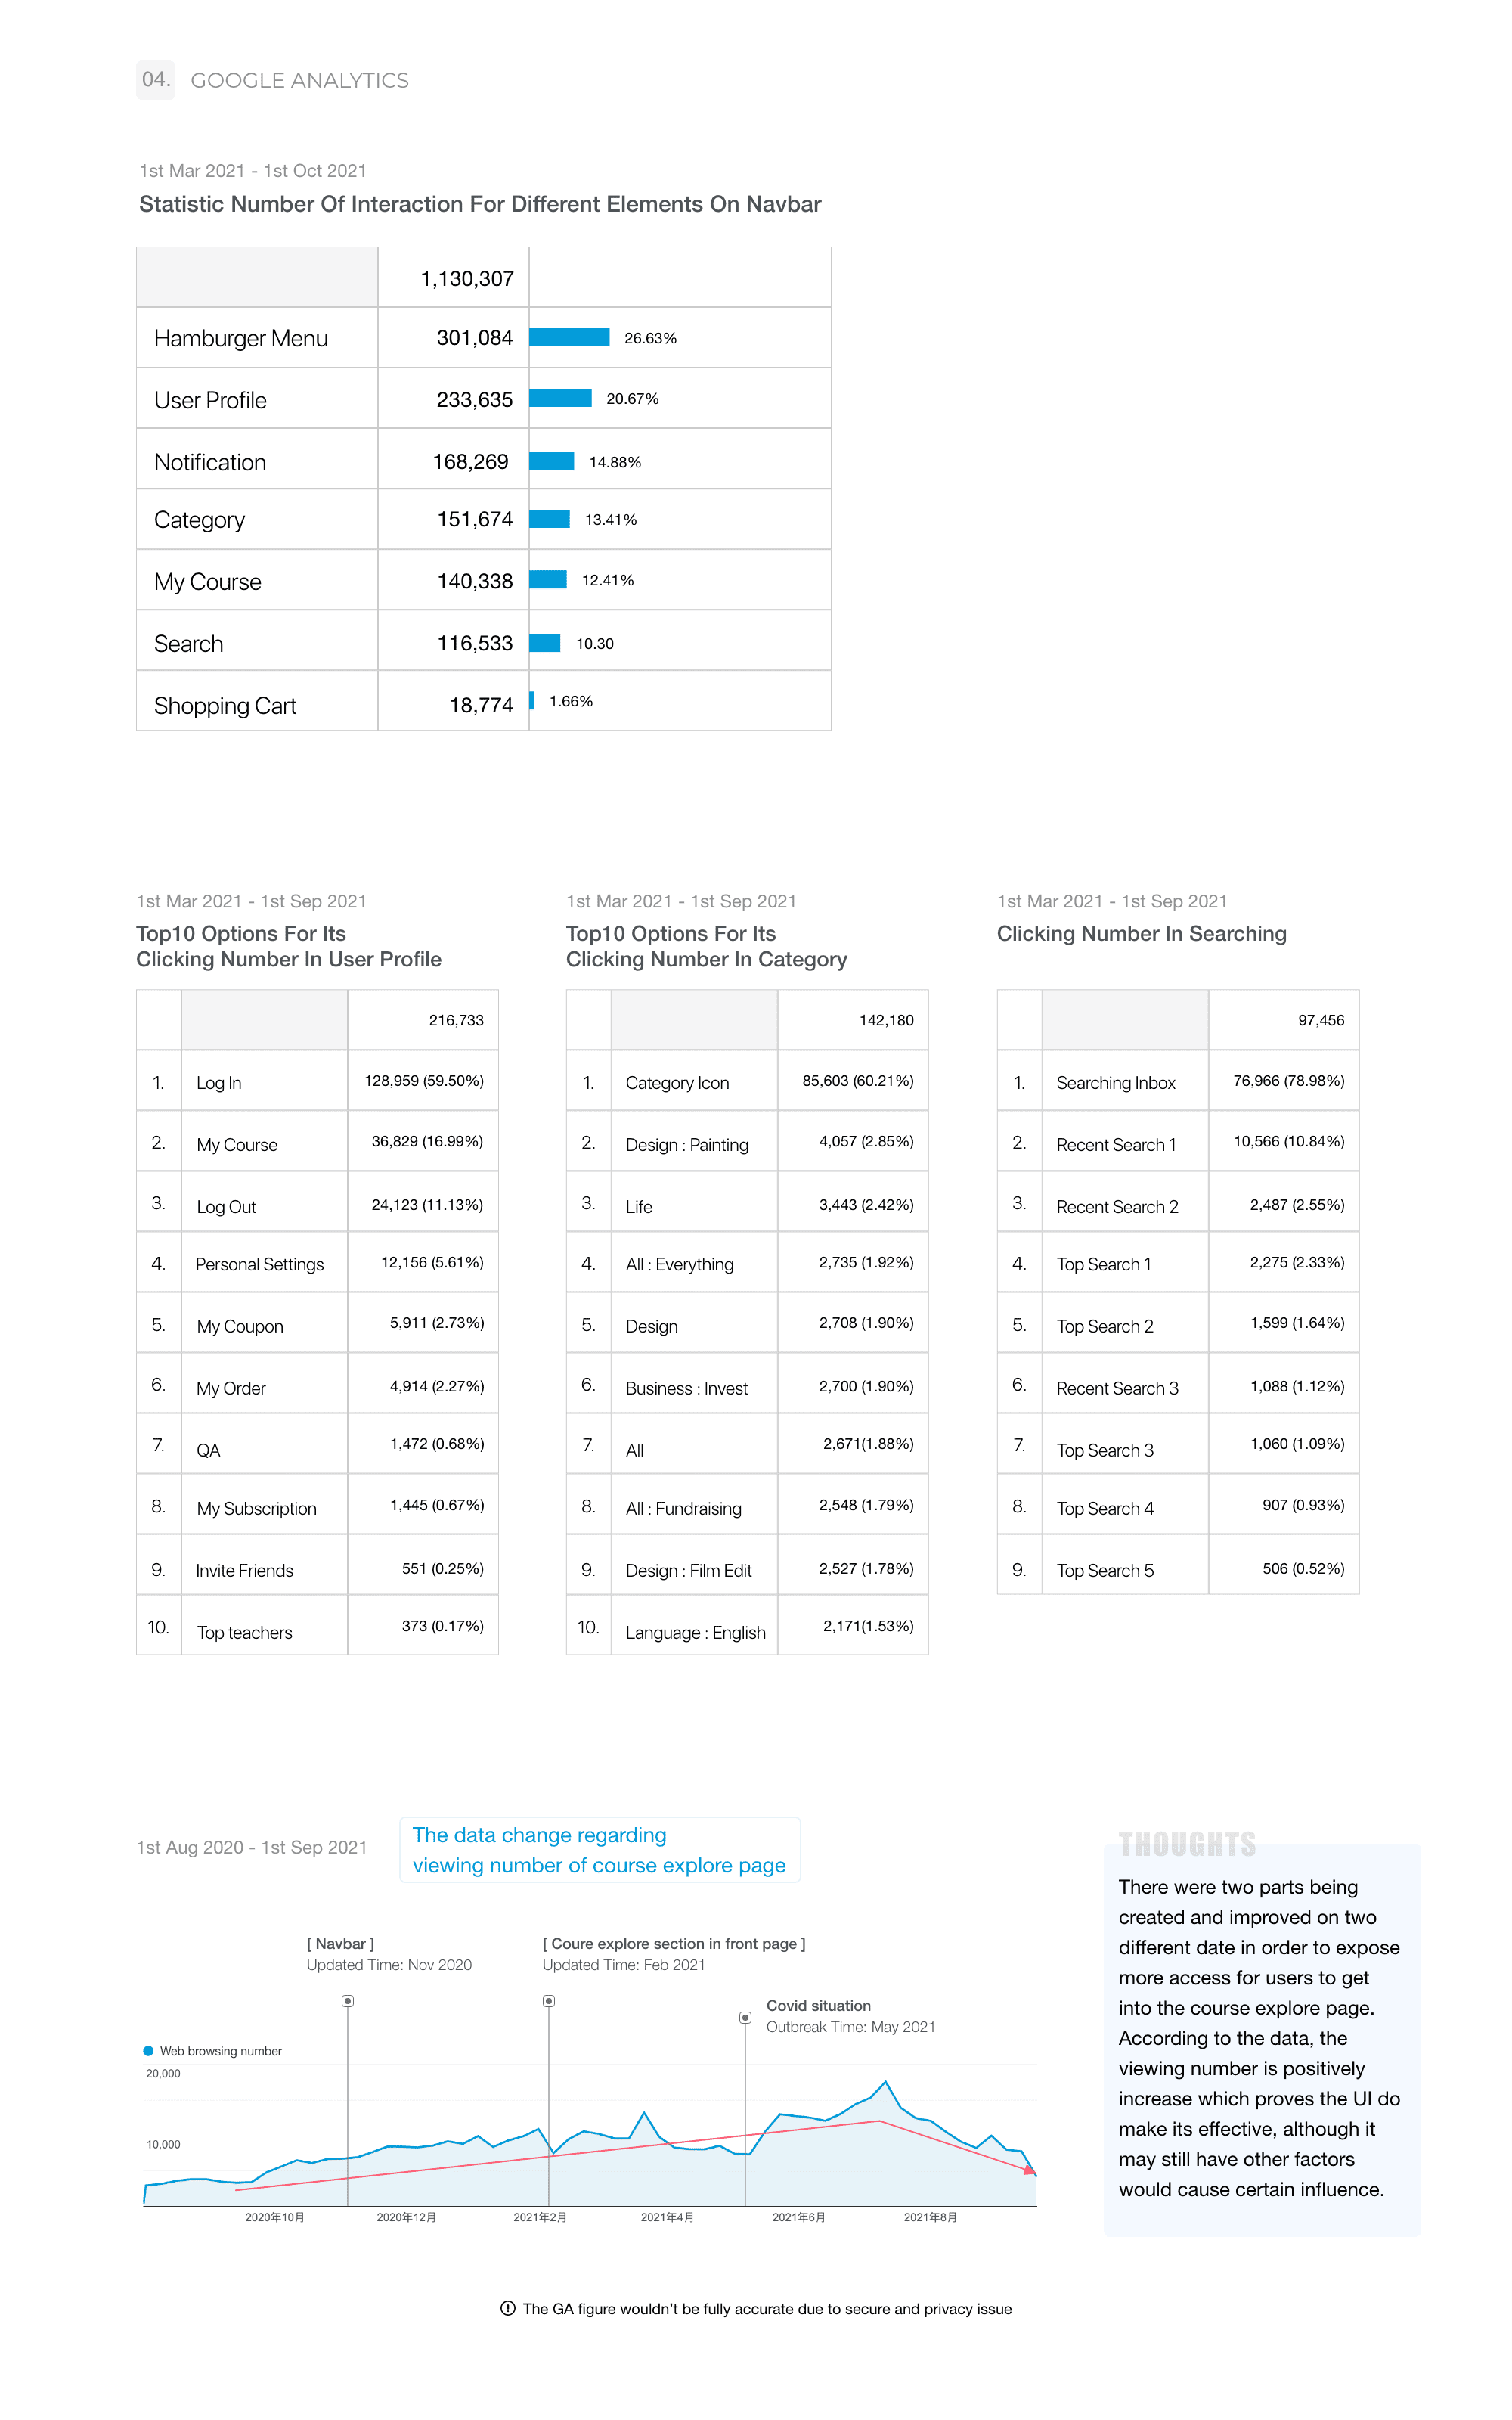 04. GOOGLE ANALYTICS
1st Mar 2021 - 1st Oct 2021
Statistic Number Of Interaction For Different Elements On Navbar
1,130,307
Hamburger Menu 301,084 26.63%
User Profile 233,635 20.67%
Notification 168,269 14.88%
Category 151,674 13.41%
My Course 140,338 12.41%
Search 116,533 10.30
Shopping Cart 18,774 1.66%
1st Mar 2021 - 1st Sep 2021
Top10 Options For Its
Clicking Number In User Profile
216,733
1. Log In 128,959 (59.50%)
2. My Course 36,829 (16.99%)
3. Log Out 24,123 (11.13%)
4. Personal Settings 12,156 (5.61%)
5. My Coupon 5,911 (2.73%)
6. My Order 4,914 (2.27%)
7. QA 1,472 (0.68%)
8. My Subscription 1,445 (0.67%)
9. Invite Friends 551 (0.25%)
10. Top teachers 373 (0.17%)
1st Mar 2021 - 1st Sep 2021
Top10 Options For Its
Clicking Number In Category
142,180
1. Category Icon 85,603 (60.21%)
2. Design : Painting 4,057 (2.85%)
3. Life 3,443 (2.42%)
4. All : Everything 2,735 (1.92%)
5. Design 2,708 (1.90%)
6. Business : Invest 2,700 (1.90%)
7. All 2,671(1.88%)
8. All : Fundraising 2,548 (1.79%)
9. Design : Film Edit 2,527 (1.78%)
10. Language : English 2,171(1.53%)
1st Mar 2021 - 1st Sep 2021
Clicking Number In Searching
97,456
1. Searching Inbox 76,966 (78.98%)
2. Recent Search 1 10,566 (10.84%)
3. Recent Search 2 2,487 (2.55%)
4. Top Search 1 2,275 (2.33%)
5. Top Search 2 1,599 (1.64%)
6. Recent Search 3 1,088 (1.12%)
7. Top Search 3 1,060 (1.09%)
8. Top Search 4 907 (0.93%)
9. Top Search 5 506 (0.52%)
1st Aug 2020 - 1st Sep 2021
The data change regarding
viewing number of course explore page
[ Navbar ]
Updated Time: Nov 2020
[ Coure explore section in front page ]
Updated Time: Feb 2021
Covid situation
Outbreak Time: May 2021
Web browsing number
20,000
10,000
2020年10月 2020年12月 2021年2月 2021年4月 2021年6月 2021年8月
THOUGHTS
There were two parts being
created and improved on two
different date in order to expose
more access for users to get
into the course explore page.
According to the data, the
viewing number is positively
increase which proves the UI do
make its effective, although it
may still have other factors
would cause certain influence.
The GA figure wouldn't be fully accurate due to secure and privacy issue